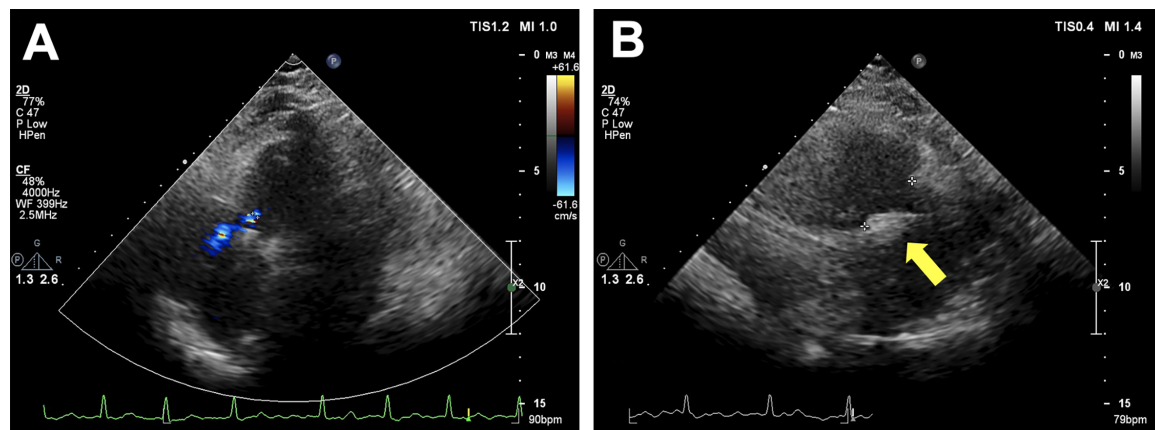 A
TIS1.2 MI 1.0
P
0 M3 M4
+61.6
2D
77%
C 47
P Low
HPen
CF
48%
4000Hz
WF 399Hz
2.5MHz
5
-61.6
cm/s
G
P R
1.3 2.6
X2
10
15
90bpm
B
TIS0.4 MI 1.4
P
0 M3
2D
74%
C 47
P Low
HPen
5
G
P R
1.3 2.6
X2
10
15
79bpm